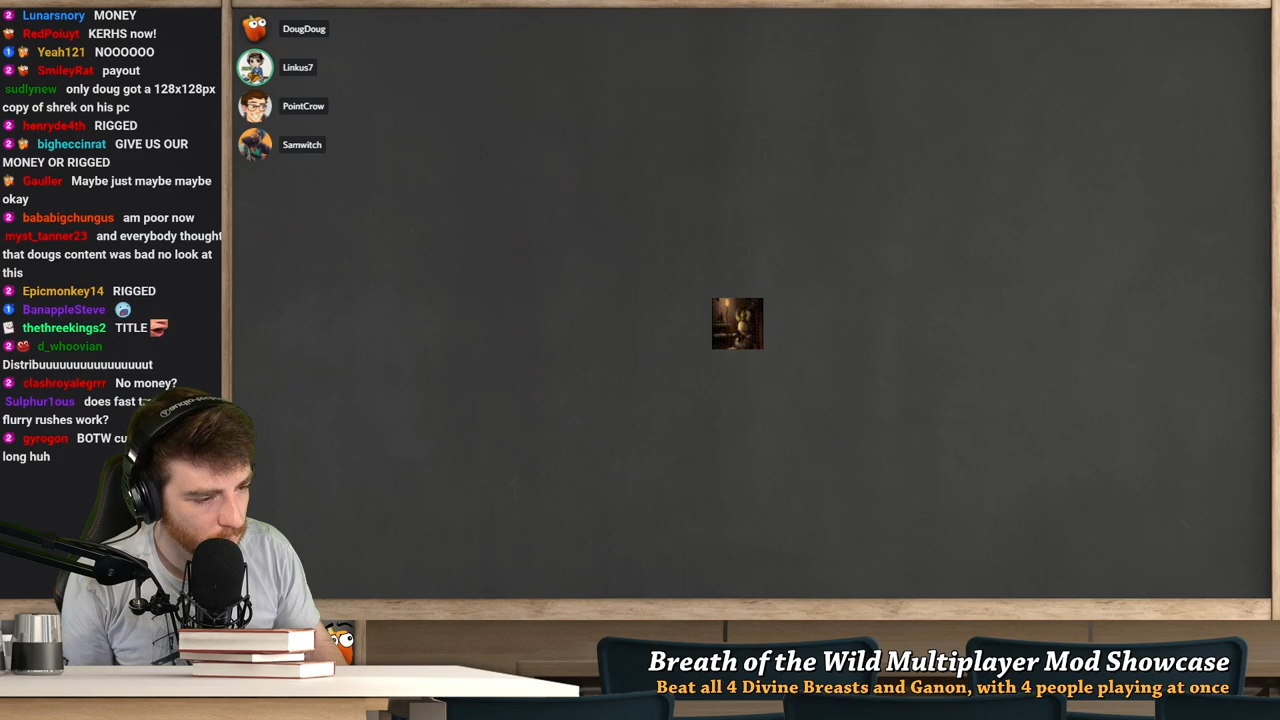 Lunarsnory MONEY
RedPoiuyt KERHS now!
Yeah121 NOOOOOO
SmileyRat payout
sudlynew only doug got a 128x128px
copy of shrek on his pc
henryde4th RIGGED
bigheccinrat GIVE US OUR
MONEY OR RIGGED
Gauller Maybe just maybe maybe
okay
bababigchungus am poor now
myst_tanner23 and everybody thought
that dougs content was bad no look at
this
Epicmonkey14 RIGGED
BanappleSteve
thethreekings2 TITLE
d_whoovian
Distribuuuuuuuuuuuuuuut
clashroyalegrrr No money?
Sulphur1ous does fast
flurry rushes work?
gyrogon BOTW
long huh
DougDoug
Linkus7
PointCrow
Samwitch
Breath of the Wild Multiplayer Mod Showcase
Beat all 4 Divine Breasts and Ganon, with 4 people playing at once